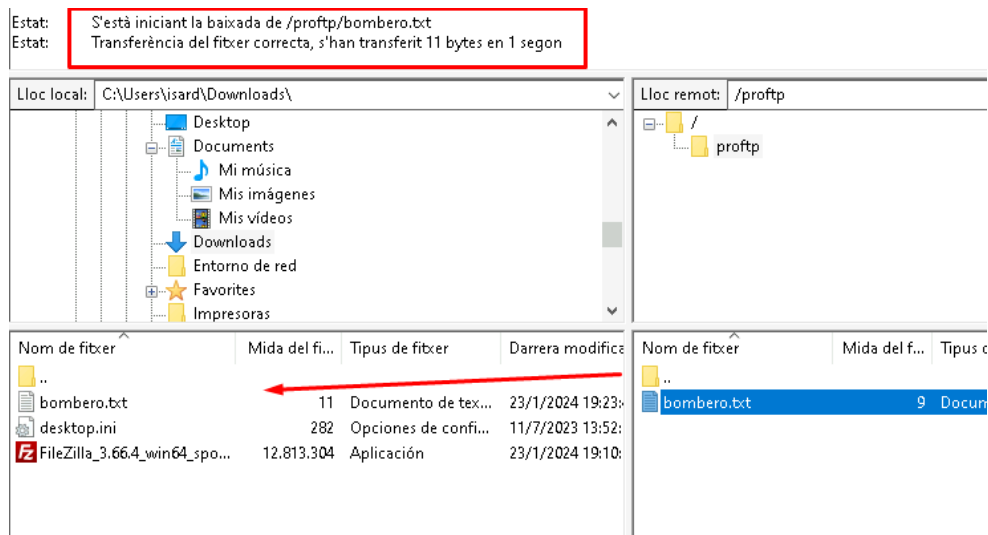 Estat: S'està iniciant la baixada de /proftp/bombero.txt
Estat: Transferència del fitxer correcta, s'han transferit 11 bytes en 1 segon
Lloc local: C:\Users\isard\Downloads\
Desktop
Documents
Mi música
Mis imágenes
Mis vídeos
Downloads
Entorno de red
Favorites
Impresoras
Lloc remot: /proftp
/
proftp
Nom de fitxer Mida del fi... Tipus de fitxer Darrera modifica
..
bombero.txt 11 Documento de tex... 23/1/2024 19:23:
desktop.ini 282 Opciones de confi... 11/7/2023 13:52:
FileZilla_3.66.4_win64_spo... 12.813.304 Aplicación 23/1/2024 19:10:
Nom de fitxer Mida del f... Tipus d
..
bombero.txt 9 Docum